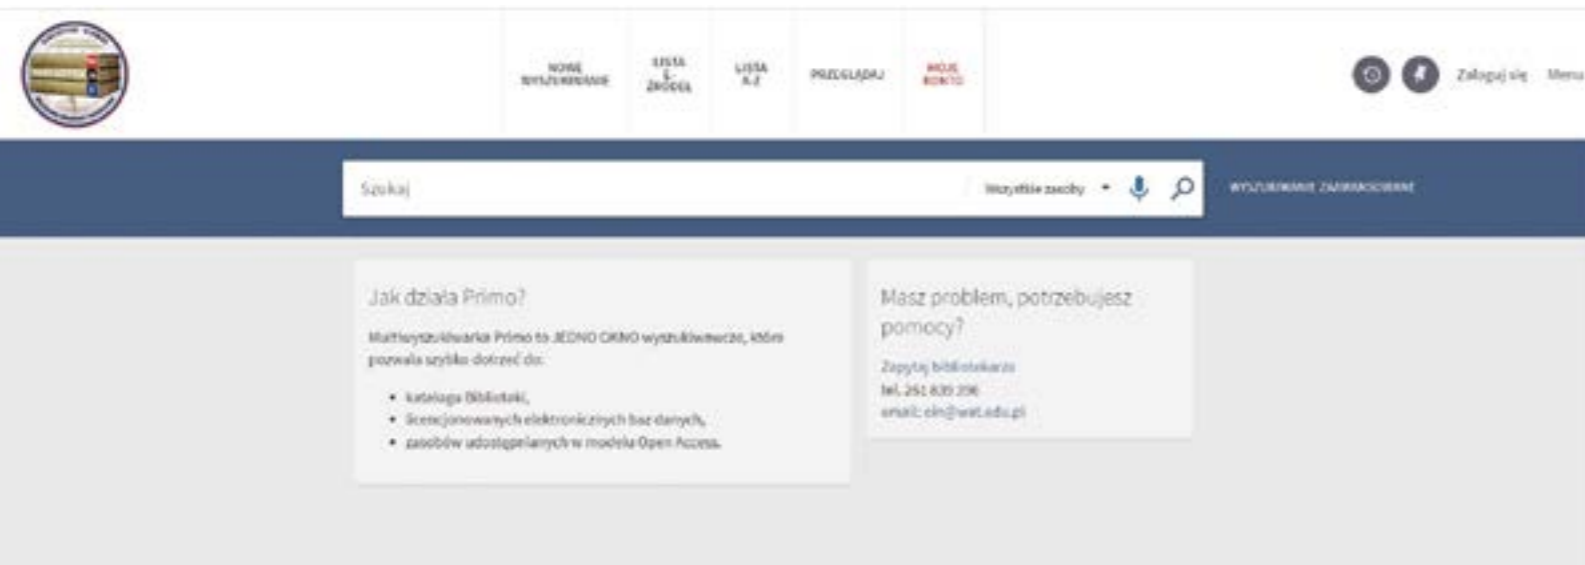 NOWE
WYSZUKIWANIE
LISTA
E-
ŹRÓDEŁ
LISTA
A-Z
PRZEGLĄDAJ
MOJE
KONTO
Zaloguj się
Menu
Szukaj
Wszystkie zasoby
WYSZUKIWANIE ZAAWANSOWANE
Jak działa Primo?
Multiwyszukiwarka Primo to JEDNO OKNO wyszukiwawcze, które
pozwala szybko dotrzeć do:
katalogu Biblioteki,
licencjonowanych elektronicznych baz danych,
zasobów udostępnianych w modelu Open Access.
Masz problem, potrzebujesz
pomocy?
Zapytaj bibliotekarza
tel. 261 839 396
email: oin@wat.edu.pl